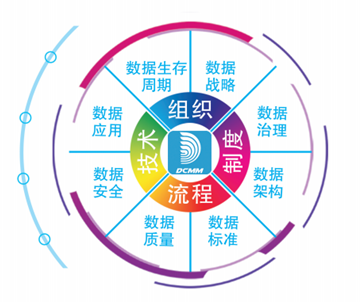 数据生存
周期
数据
战略
数据
应用
组织
数据
治理
技术
制度
DCMM
数据
安全
流程
数据
架构
数据
质量
数据
标准